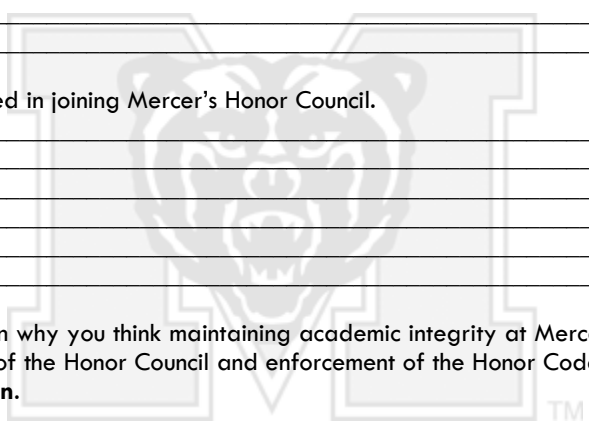 ed in joining Mercer's Honor Council.
n why you think maintaining academic integrity at Merc
of the Honor Council and enforcement of the Honor Cod
n.
TM